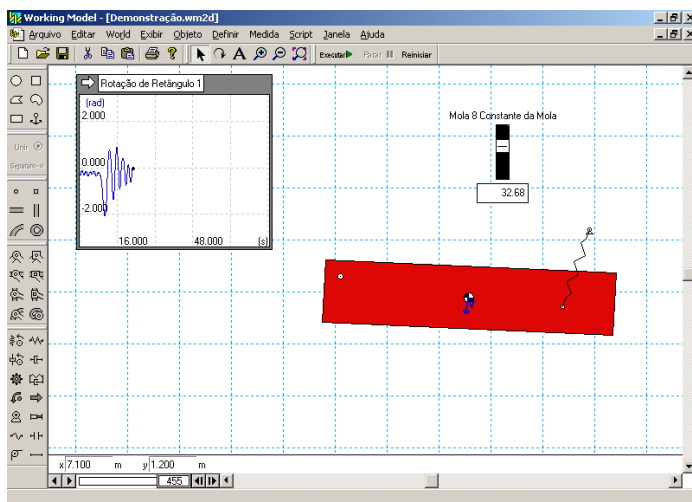 Working Model - [Demonstração.wm2d]
Arquivo Editar World Exibir Objeto Definir Medida Script Janela Ajuda
A Executar Parar Reiniciar
Unir
Separar-o
Rotação de Retângulo 1
(rad)
2.000
0.000
-2.000
16.000 48.000 (s)
Mola 8 Constante da Mola
32.68
x 7.100 m y 1.200 m
455